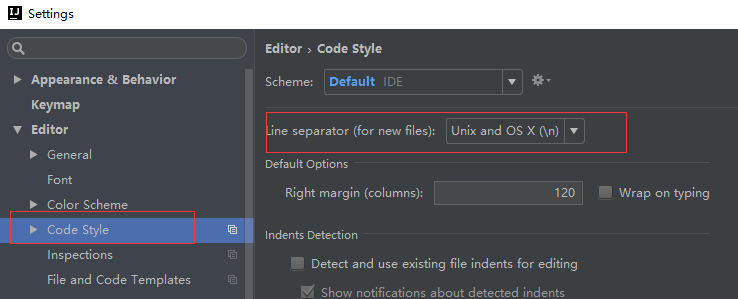 IJ Settings
Appearance & Behavior
Keymap
Editor
General
Font
Color Scheme
Code Style
Inspections
File and Code Templates
Editor › Code Style
Scheme: Default IDE
Line separator (for new files): Unix and OS X (\n)
Default Options
Right margin (columns): 120 Wrap on typing
Indents Detection
Detect and use existing file indents for editing
Show notifications about detected indents